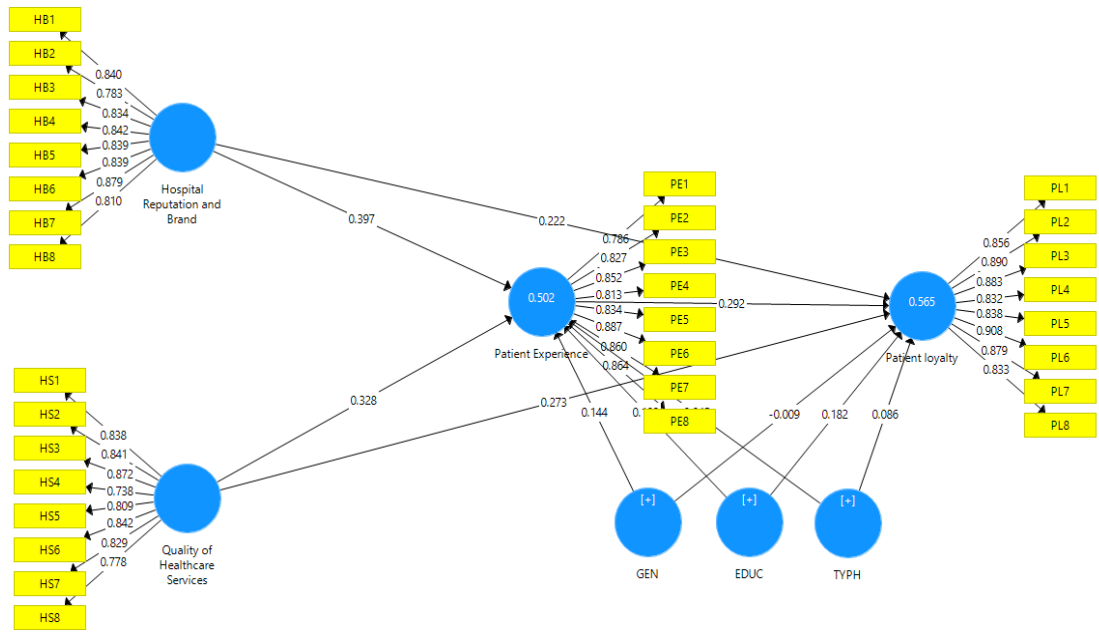 HB1
HB2
HB3
HB4
HB5
HB6
HB7
HB8
0.840
0.783
0.834
0.842
0.839
0.839
0.879
0.810
Hospital
Reputation and
Brand
0.397
0.222
HS1
HS2
HS3
HS4
HS5
HS6
HS7
HS8
0.838
0.841
0.872
0.738
0.809
0.842
0.829
0.778
Quality of
Healthcare
Services
0.328
0.273
0.502
Patient Experience
PE1
PE2
PE3
PE4
PE5
PE6
PE7
PE8
0.786
0.827
0.852
0.813
0.834
0.887
0.860
0.864
0.292
0.144
-0.009
0.182
0.086
[+]
GEN
[+]
EDUC
[+]
TYPH
0.565
Patient loyalty
PL1
PL2
PL3
PL4
PL5
PL6
PL7
PL8
0.856
0.890
0.883
0.832
0.838
0.908
0.879
0.833